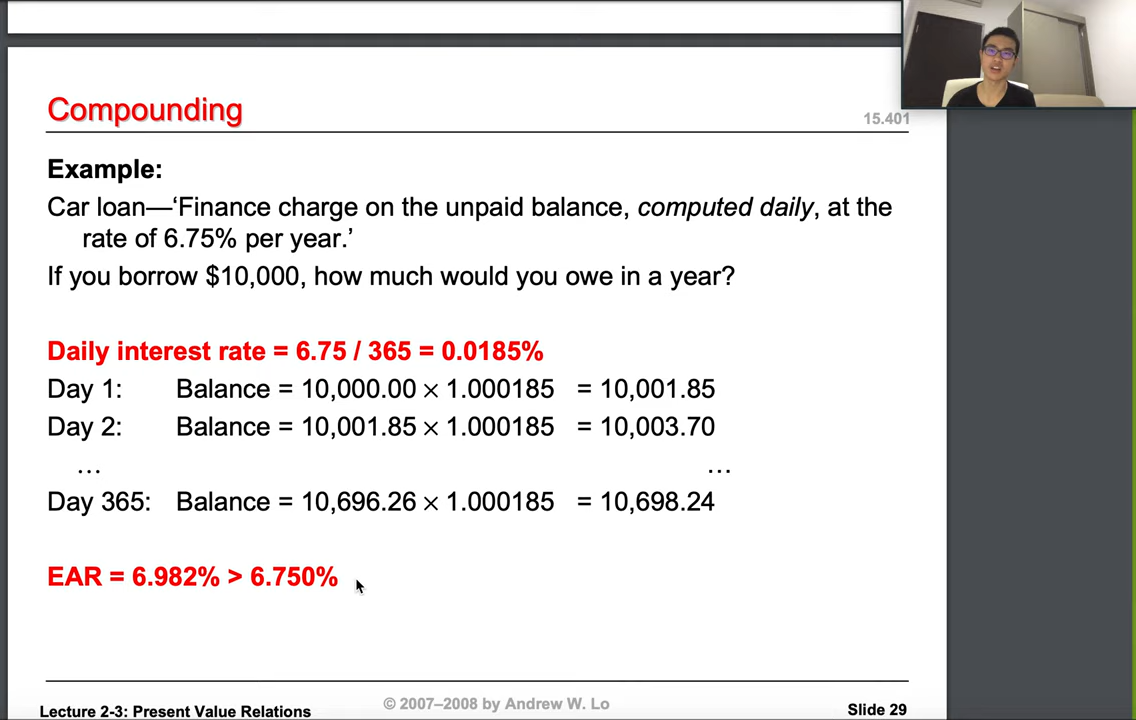 Compounding
15.401
Example:
Car loan—‘Finance charge on the unpaid balance, computed daily, at the
rate of 6.75% per year.’
If you borrow $10,000, how much would you owe in a year?
Daily interest rate = 6.75 / 365 = 0.0185%
Day 1: Balance = 10,000.00 × 1.000185 = 10,001.85
Day 2: Balance = 10,001.85 × 1.000185 = 10,003.70
… …
Day 365: Balance = 10,696.26 × 1.000185 = 10,698.24
EAR = 6.982% > 6.750%
Lecture 2-3: Present Value Relations © 2007–2008 by Andrew W. Lo Slide 29